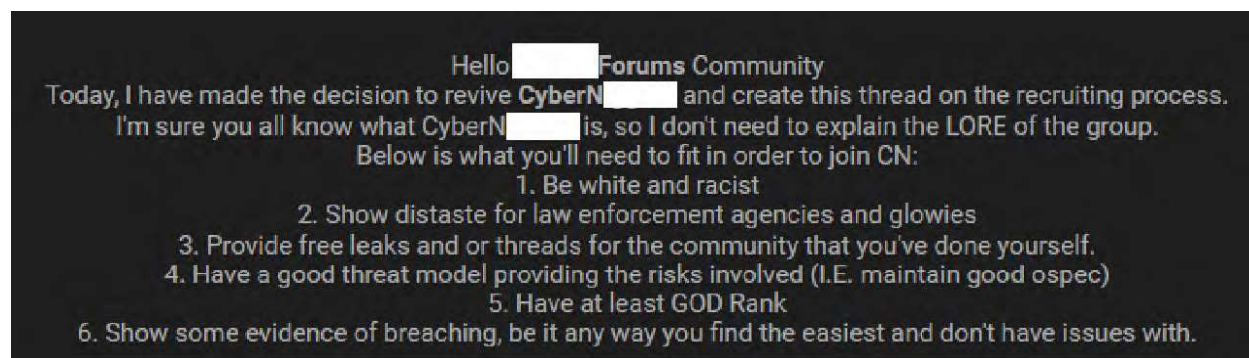 Hello Forums Community
Today, I have made the decision to revive CyberN and create this thread on the recruiting process.
I'm sure you all know what CyberN is, so I don't need to explain the LORE of the group.
Below is what you'll need to fit in order to join CN:
1. Be white and racist
2. Show distaste for law enforcement agencies and glowies
3. Provide free leaks and or threads for the community that you've done yourself.
4. Have a good threat model providing the risks involved (I.E. maintain good ospec)
5. Have at least GOD Rank
6. Show some evidence of breaching, be it any way you find the easiest and don't have issues with.